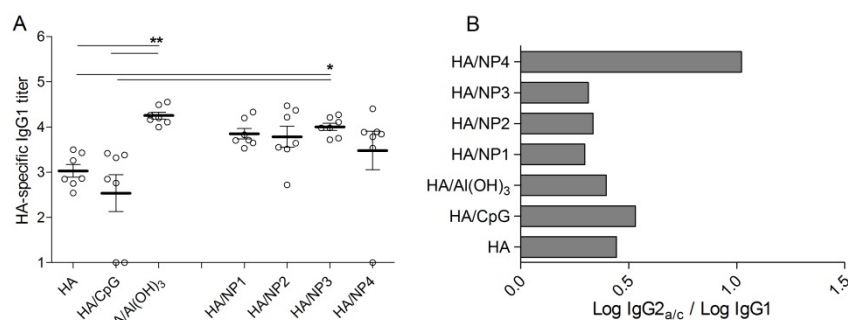 A
B
HA-specific IgG1 titer
6
5
4
3
2
1
**
*
HA
HA/CpG
HA/Al(OH)3
HA/NP1
HA/NP2
HA/NP3
HA/NP4
HA/NP4
HA/NP3
HA/NP2
HA/NP1
HA/Al(OH)3
HA/CpG
HA
0.0
0.5
1.0
1.5
Log IgG2a/c / Log IgG1